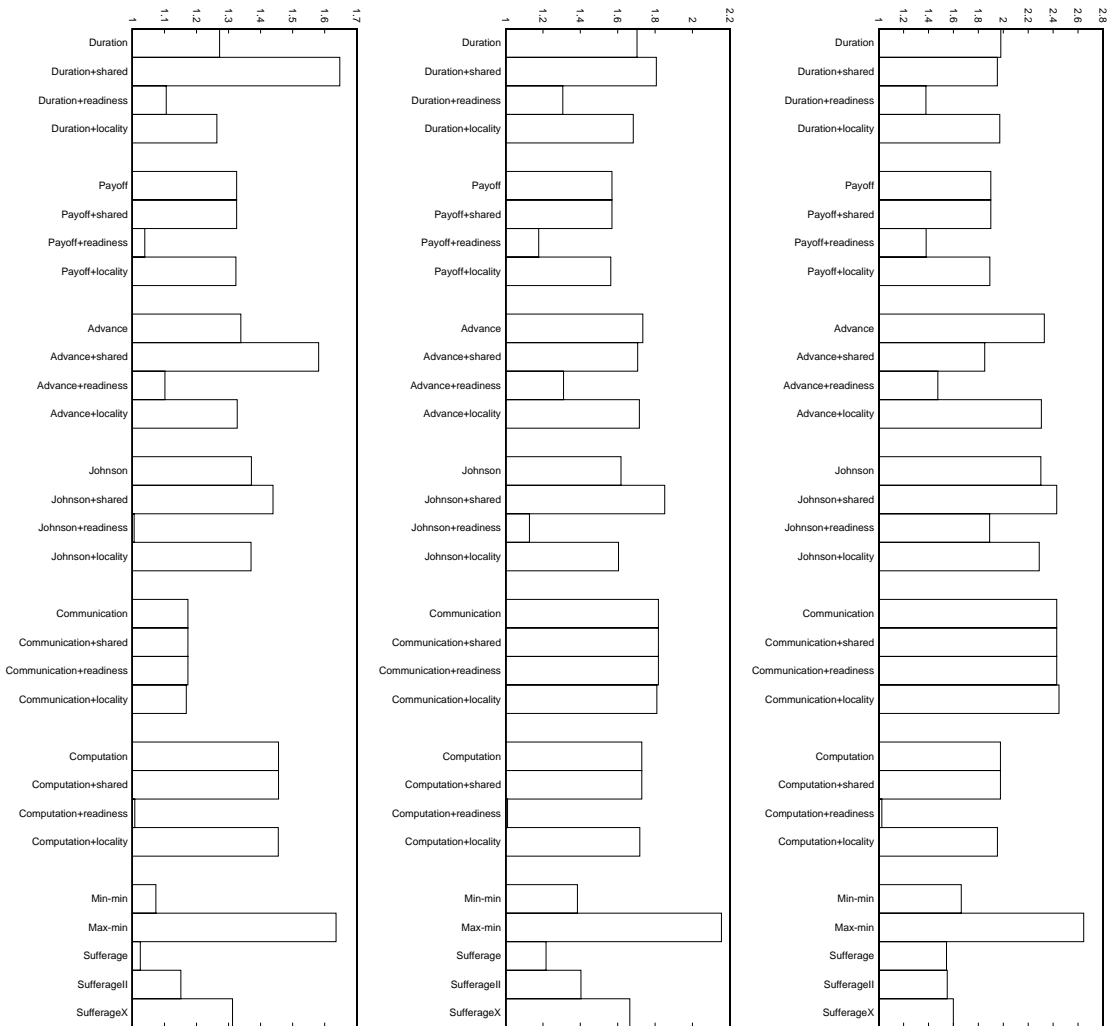 1 1.1 1.2 1.3 1.4 1.5 1.6 1.7
Duration
Duration+shared
Duration+readiness
Duration+locality
Payoff
Payoff+shared
Payoff+readiness
Payoff+locality
Advance
Advance+shared
Advance+readiness
Advance+locality
Johnson
Johnson+shared
Johnson+readiness
Johnson+locality
Communication
Communication+shared
Communication+readiness
Communication+locality
Computation
Computation+shared
Computation+readiness
Computation+locality
Min-min
Max-min
Sufferage
SufferageII
SufferageX
1 1.2 1.4 1.6 1.8 2 2.2
Duration
Duration+shared
Duration+readiness
Duration+locality
Payoff
Payoff+shared
Payoff+readiness
Payoff+locality
Advance
Advance+shared
Advance+readiness
Advance+locality
Johnson
Johnson+shared
Johnson+readiness
Johnson+locality
Communication
Communication+shared
Communication+readiness
Communication+locality
Computation
Computation+shared
Computation+readiness
Computation+locality
Min-min
Max-min
Sufferage
SufferageII
SufferageX
1 1.2 1.4 1.6 1.8 2 2.2 2.4 2.6 2.8
Duration
Duration+shared
Duration+readiness
Duration+locality
Payoff
Payoff+shared
Payoff+readiness
Payoff+locality
Advance
Advance+shared
Advance+readiness
Advance+locality
Johnson
Johnson+shared
Johnson+readiness
Johnson+locality
Communication
Communication+shared
Communication+readiness
Communication+locality
Computation
Computation+shared
Computation+readiness
Computation+locality
Min-min
Max-min
Sufferage
SufferageII
SufferageX